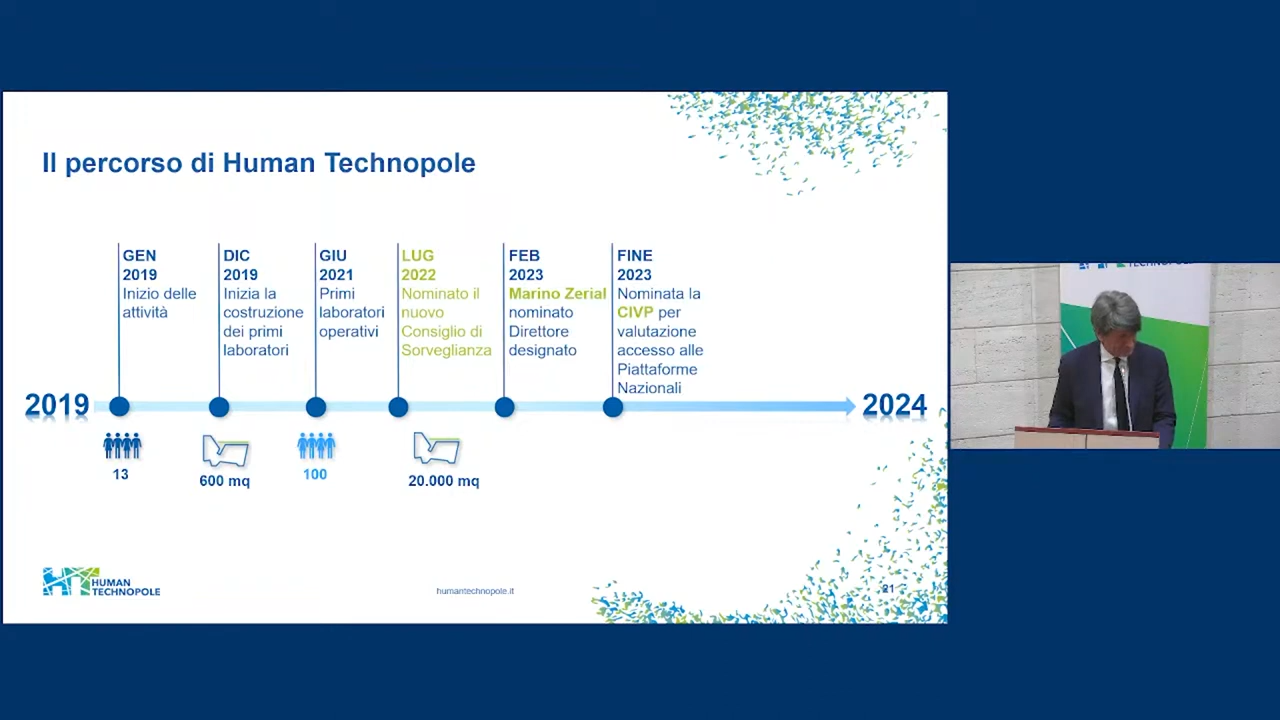 Il percorso di Human Technopole
GEN
2019
Inizio delle
attività
DIC
2019
Inizia la
costruzione
dei primi
laboratori
GIU
2021
Primi
laboratori
operativi
LUG
2022
Nominato il
nuovo
Consiglio di
Sorveglianza
FEB
2023
Marino Zerial
nominato
Direttore
designato
FINE
2023
Nominata la
CIVP per
valutazione
accesso alle
Piattaforme
Nazionali
2019
2024
13
600 mq
100
20.000 mq
HUMAN
TECHNOPOLE
humantechnopole.it
21